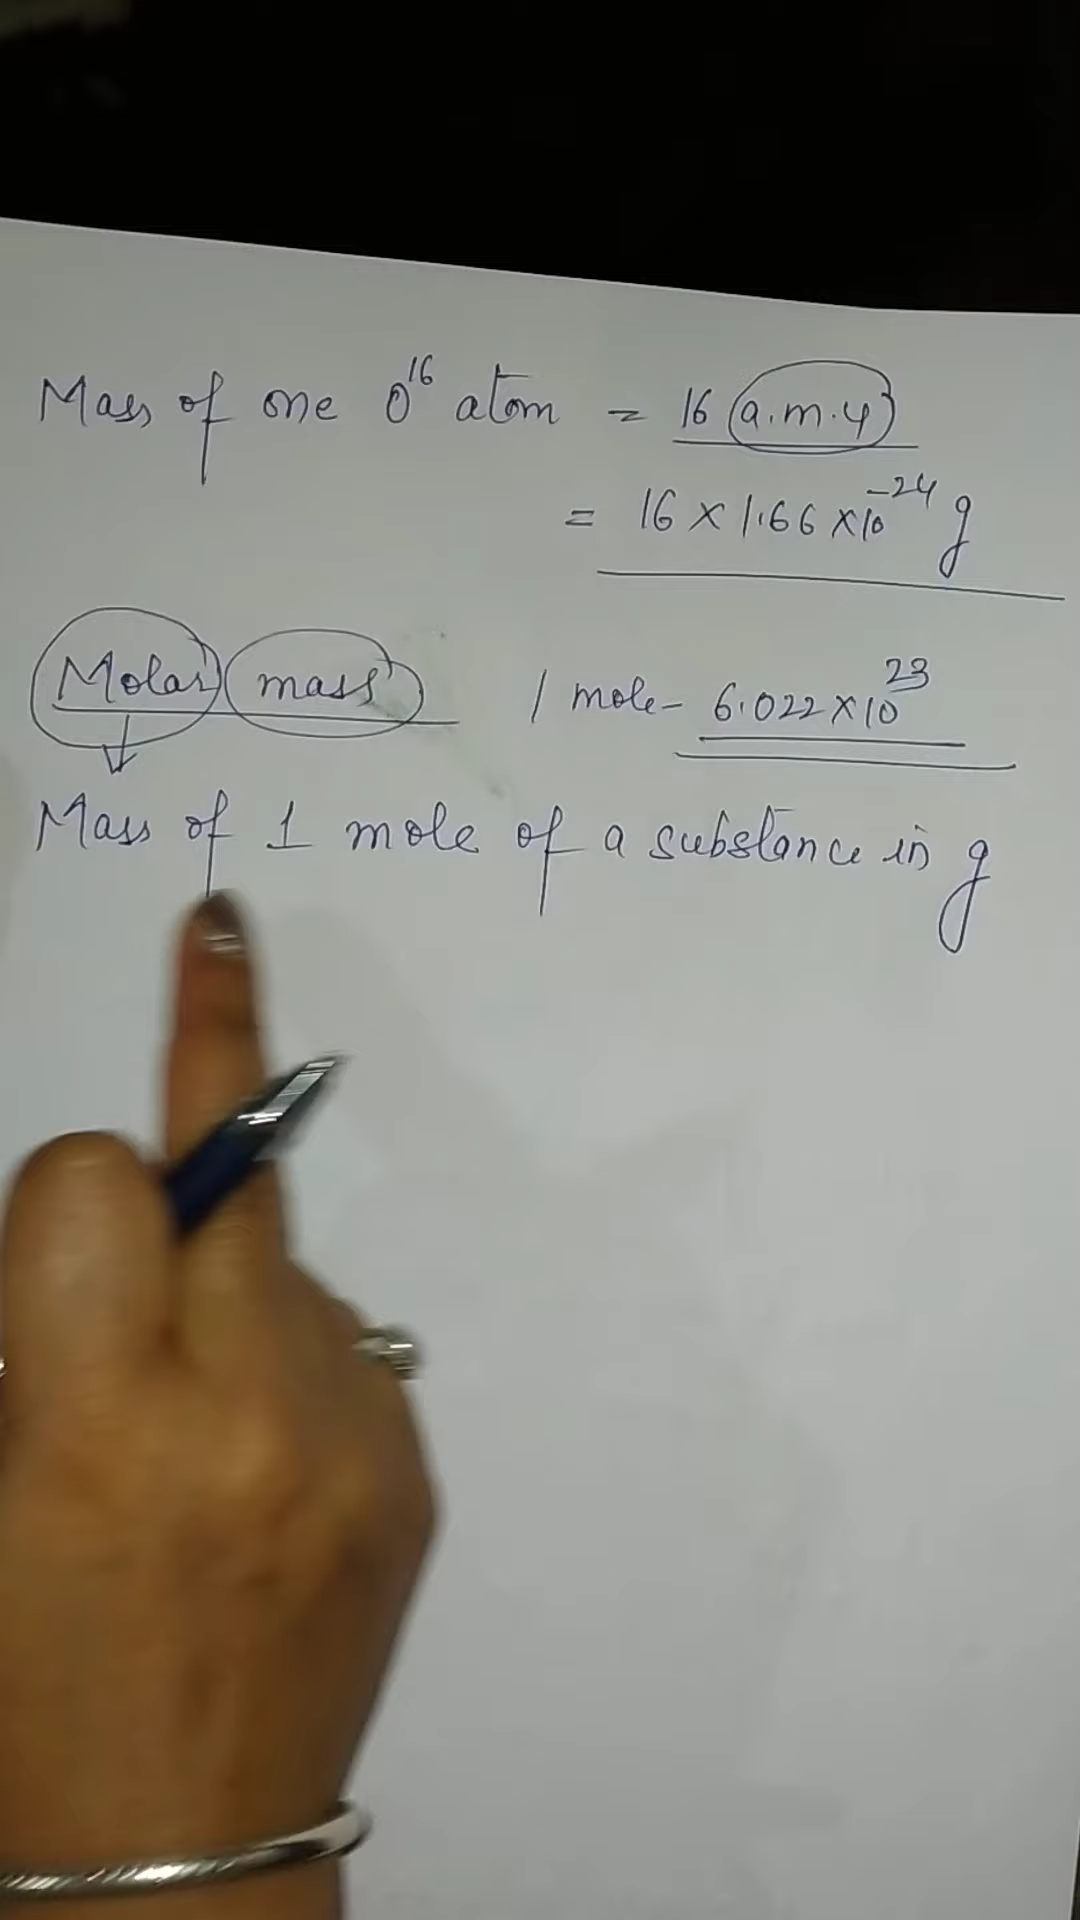 Mass of one O¹⁶ atom = 16 a.m.u
= 16 × 1.66 × 10⁻²⁴ g
Molar mass 1 mole - 6.022 × 10²³
Mass of 1 mole of a substance in g